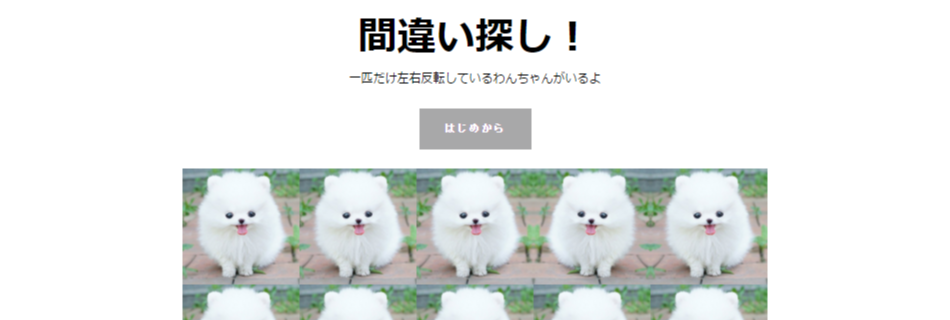 間違い探し！
一匹だけ左右反転しているわんちゃんがいるよ
はじめから